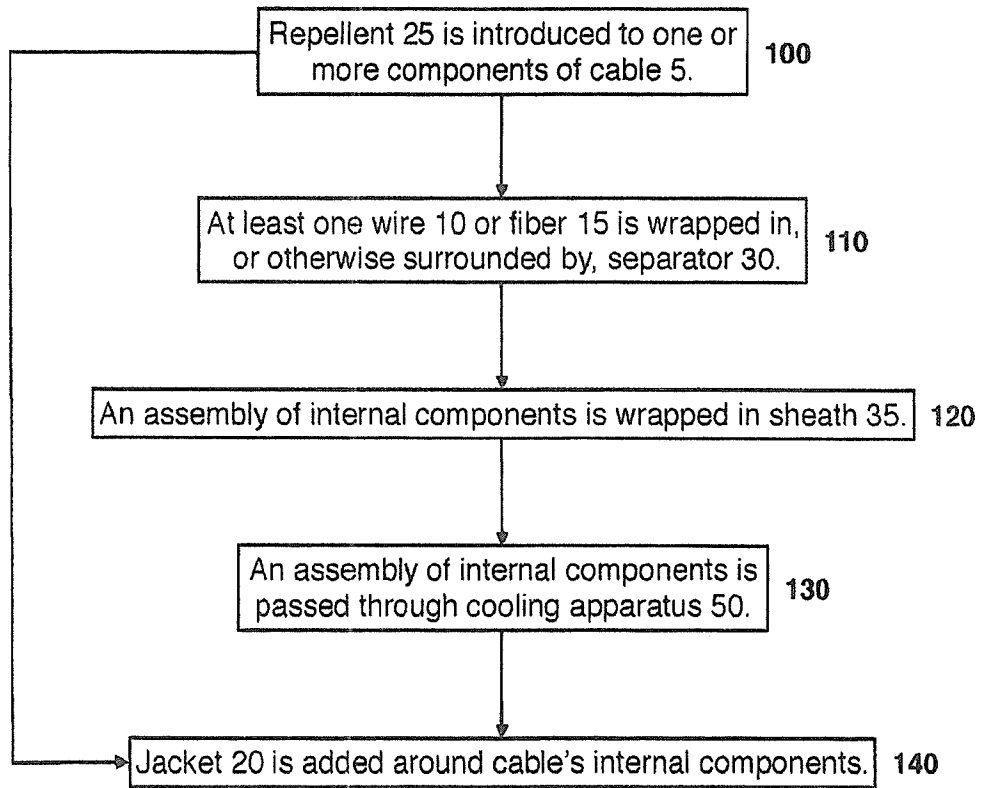 Repellent 25 is introduced to one or
more components of cable 5.
100
At least one wire 10 or fiber 15 is wrapped in,
or otherwise surrounded by, separator 30.
110
An assembly of internal components is wrapped in sheath 35.
120
An assembly of internal components is
passed through cooling apparatus 50.
130
Jacket 20 is added around cable's internal components.
140